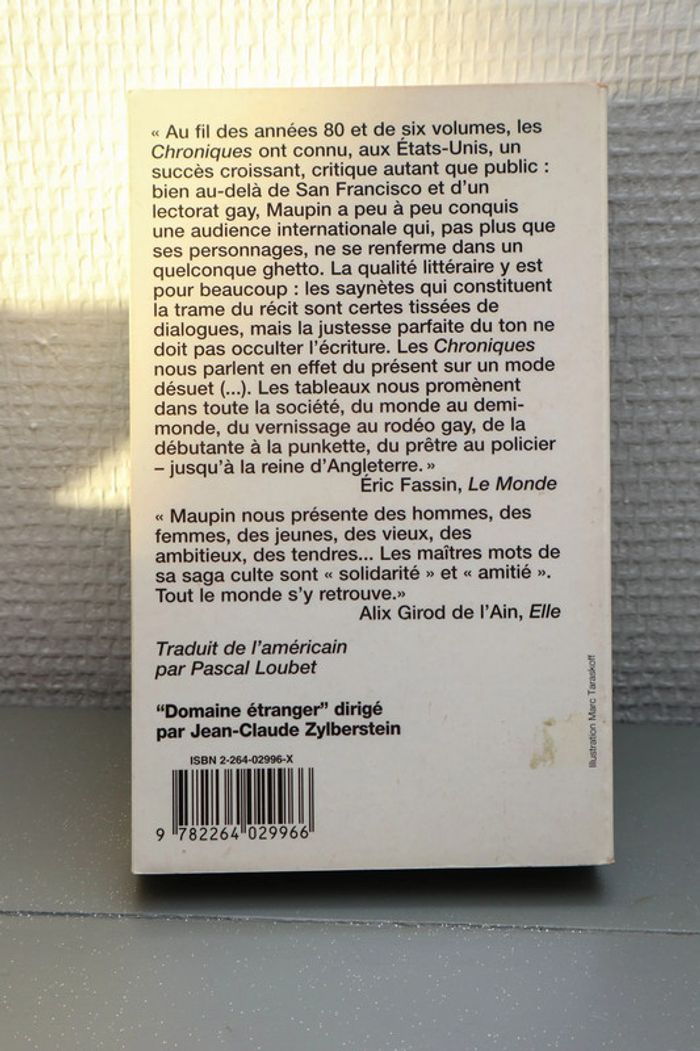 « Au fil des années 80 et de six volumes, les
Chroniques ont connu, aux États-Unis, un
succès croissant, critique autant que public :
bien au-delà de San Francisco et d'un
lectorat gay, Maupin a peu à peu conquis
une audience internationale qui, pas plus que
ses personnages, ne se renferme dans un
quelconque ghetto. La qualité littéraire y est
pour beaucoup : les saynètes qui constituent
la trame du récit sont certes tissées de
dialogues, mais la justesse parfaite du ton ne
doit pas occulter l'écriture. Les Chroniques
nous parlent en effet du présent sur un mode
désuet (...). Les tableaux nous promènent
dans toute la société, du monde au demi-
monde, du vernissage au rodéo gay, de la
débutante à la punkette, du prêtre au policier
– jusqu'à la reine d'Angleterre. »
Éric Fassin, Le Monde
« Maupin nous présente des hommes, des
femmes, des jeunes, des vieux, des
ambitieux, des tendres... Les maîtres mots de
sa saga culte sont « solidarité » et « amitié ».
Tout le monde s'y retrouve.»
Alix Girod de l'Ain, Elle
Traduit de l'américain
par Pascal Loubet
"Domaine étranger" dirigé
par Jean-Claude Zylberstein
Illustration Marc Taraskoff
ISBN 2-264-02996-X
9 782264 029966